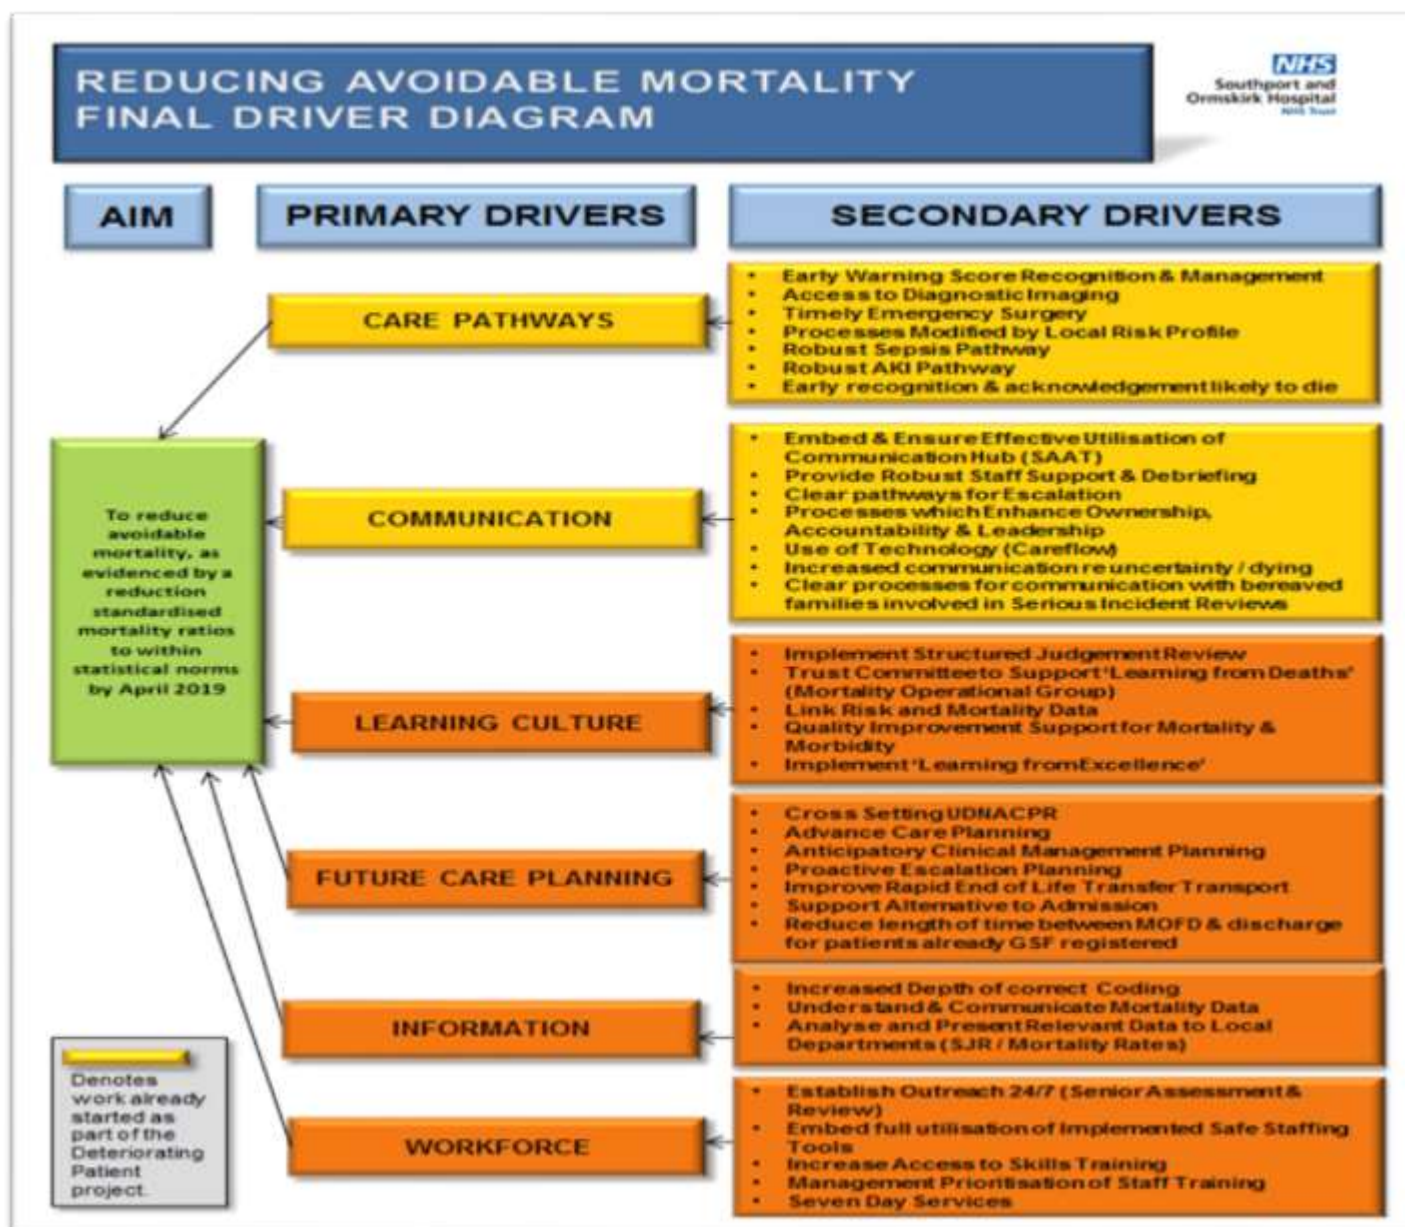 REDUCING AVOIDABLE MORTALITY
FINAL DRIVER DIAGRAM
NHS
Southport and
Ormskirk Hospital
NHS Trust
AIM
PRIMARY DRIVERS
SECONDARY DRIVERS
CARE PATHWAYS
• Early Warning Score Recognition & Management
• Access to Diagnostic Imaging
• Timely Emergency Surgery
• Processes Modified by Local Risk Profile
• Robust Sepsis Pathway
• Robust AKI Pathway
• Early recognition & acknowledgement likely to die
To reduce
avoidable
mortality, as
evidenced by a
reduction
standardised
mortality ratios
to within
statistical norms
by April 2019
COMMUNICATION
• Embed & Ensure Effective Utilisation of
Communication Hub (SAAT)
• Provide Robust Staff Support & Debriefing
• Clear pathways for Escalation
• Processes which Enhance Ownership,
Accountability & Leadership
• Use of Technology (Careflow)
• Increased communication re uncertainty / dying
• Clear processes for communication with bereaved
families involved in Serious Incident Reviews
LEARNING CULTURE
• Implement Structured Judgement Review
• Trust Committee to Support 'Learning from Deaths'
(Mortality Operational Group)
• Link Risk and Mortality Data
• Quality Improvement Support for Mortality &
Morbidity
• Implement 'Learning from Excellence'
FUTURE CARE PLANNING
• Cross Setting UDNACPR
• Advance Care Planning
• Anticipatory Clinical Management Planning
• Proactive Escalation Planning
• Improve Rapid End of Life Transfer Transport
• Support Alternative to Admission
• Reduce length of time between MOFD & discharge
for patients already GSF registered
INFORMATION
• Increased Depth of correct Coding
• Understand & Communicate Mortality Data
• Analyse and Present Relevant Data to Local
Departments (SJR / Mortality Rates)
WORKFORCE
• Establish Outreach 24/7 (Senior Assessment &
Review)
• Embed full utilisation of Implemented Safe Staffing
Tools
• Increase Access to Skills Training
• Management Prioritisation of Staff Training
• Seven Day Services
Denotes
work already
started as
part of the
Deteriorating
Patient
project.